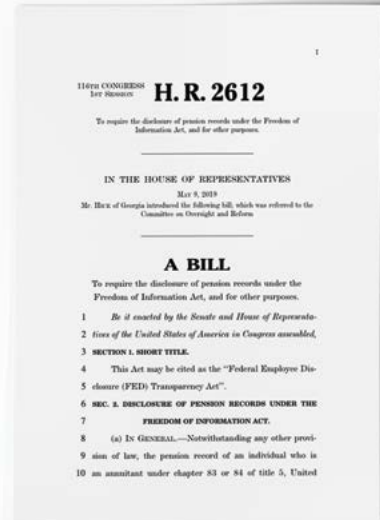 I
116TH CONGRESS
1ST SESSION
H. R. 2612
To require the disclosure of pension records under the Freedom of
Information Act, and for other purposes.
IN THE HOUSE OF REPRESENTATIVES
MAY 9, 2019
Mr. HICE of Georgia introduced the following bill; which was referred to the
Committee on Oversight and Reform
A BILL
To require the disclosure of pension records under the
Freedom of Information Act, and for other purposes.
1 Be it enacted by the Senate and House of Representa-
2 tives of the United States of America in Congress assembled,
3 SECTION 1. SHORT TITLE.
4 This Act may be cited as the “Federal Employee Dis-
5 closure (FED) Transparency Act”.
6 SEC. 2. DISCLOSURE OF PENSION RECORDS UNDER THE
7 FREEDOM OF INFORMATION ACT.
8 (a) IN GENERAL.—Notwithstanding any other provi-
9 sion of law, the pension record of an individual who is
10 an annuitant under chapter 83 or 84 of title 5, United